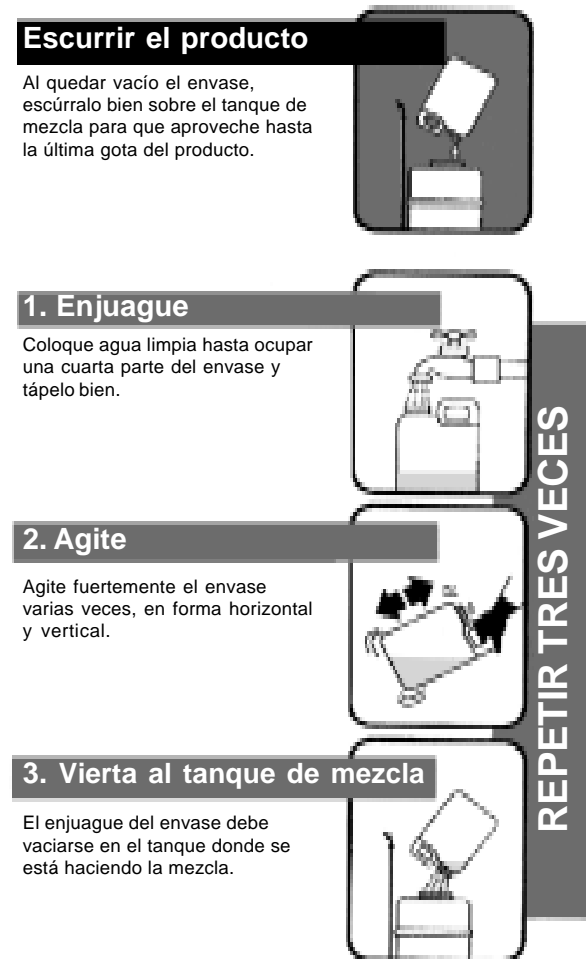 Escurrir el producto
Al quedar vacío el envase,
escúrralo bien sobre el tanque de
mezcla para que aproveche hasta
la última gota del producto.
1. Enjuague
Coloque agua limpia hasta ocupar
una cuarta parte del envase y
tápelo bien.
2. Agite
Agite fuertemente el envase
varias veces, en forma horizontal
y vertical.
3. Vierta al tanque de mezcla
El enjuague del envase debe
vaciarse en el tanque donde se
está haciendo la mezcla.
REPETIR TRES VECES